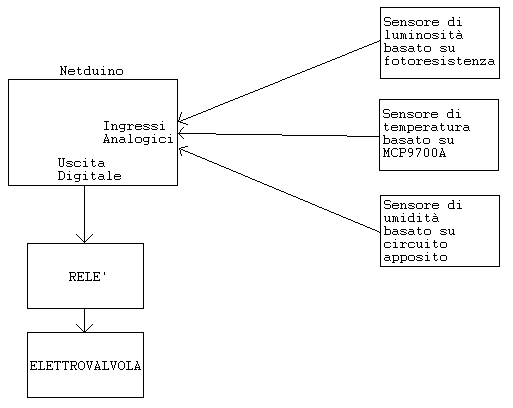 Netduino
Ingressi
Analogici
Uscita
Digitale
RELE'
ELETTROVALVOLA
Sensore di
luminosità
basato su
fotoresistenza
Sensore di
temperatura
basato su
MCP9700A
Sensore di
umidità
basato su
circuito
apposito